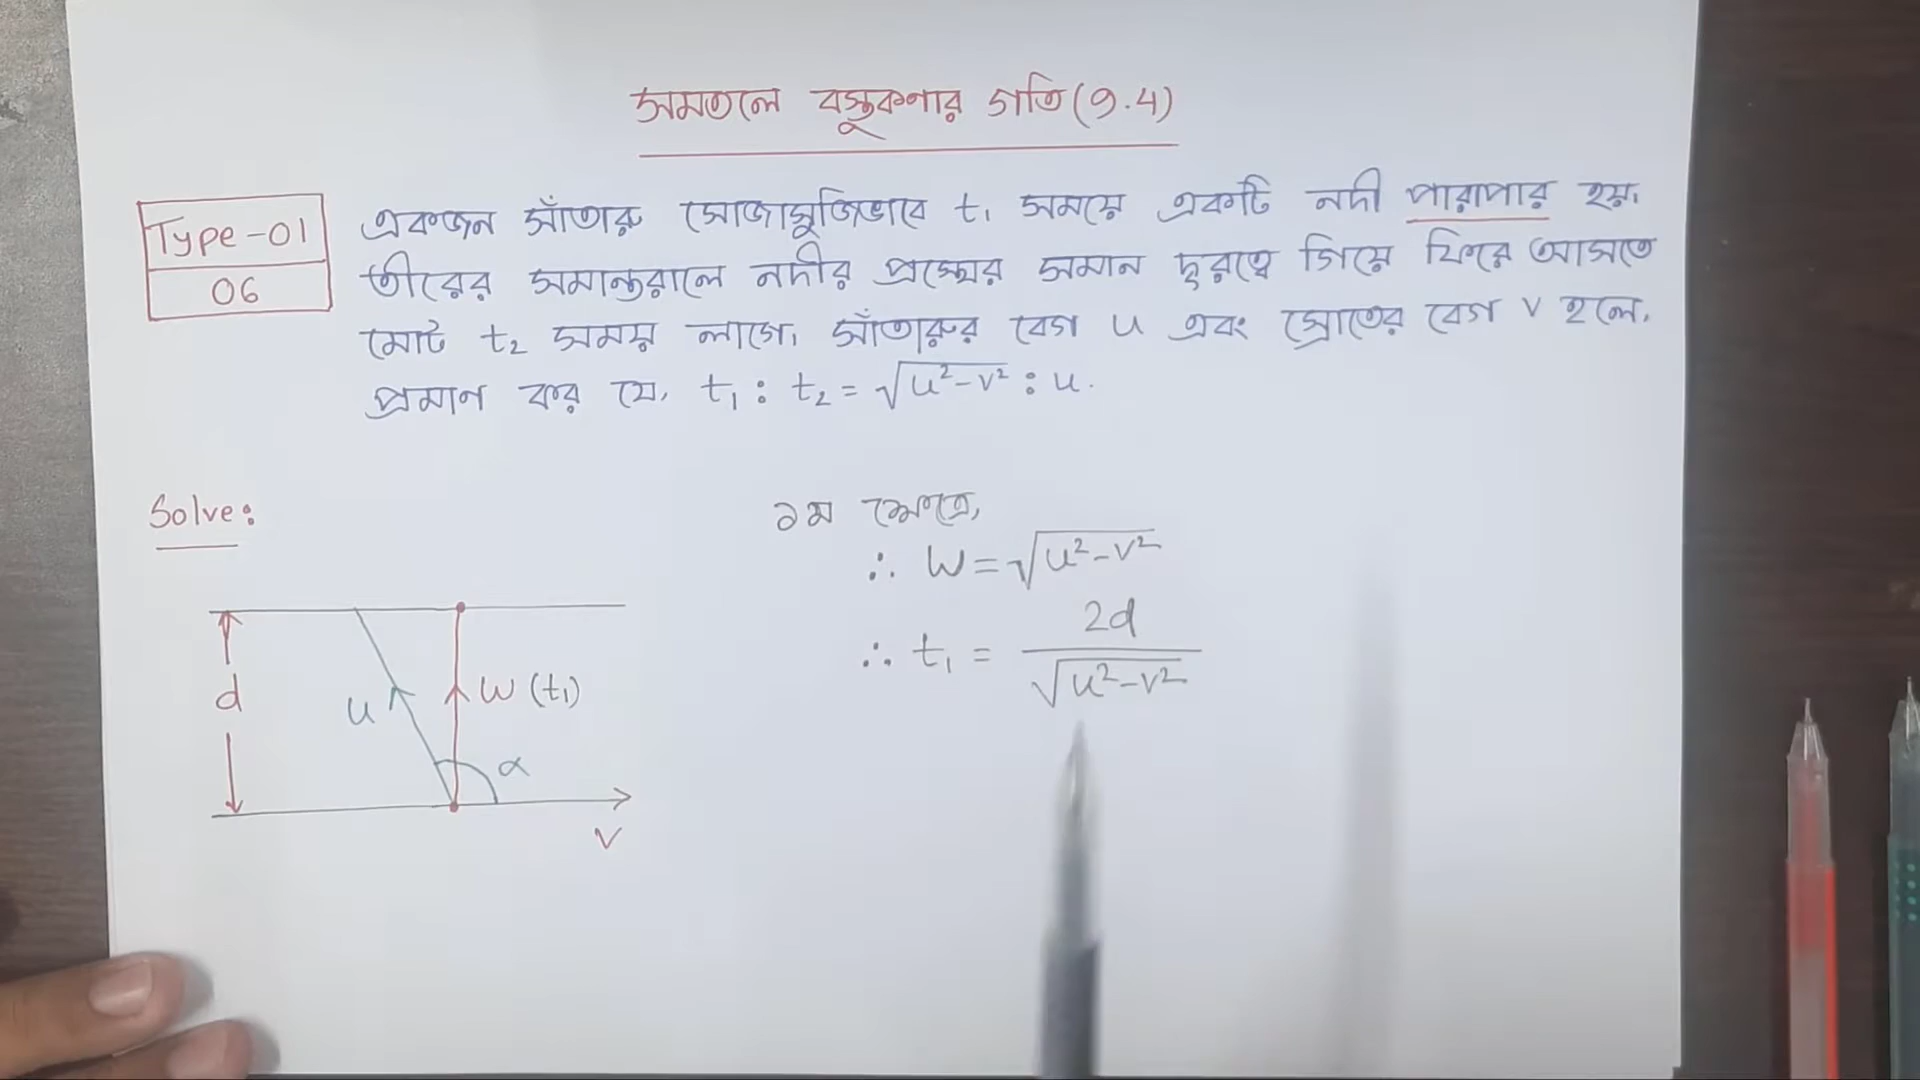 সমতলে বস্তুকণার গতি (9.4)
Type-01
06
একজন সাঁতারু সোজাসুজিভাবে t₁ সময়ে একটি নদী পারাপার হয়।
তীরের সমান্তরালে নদীর প্রস্থের সমান দূরত্বে গিয়ে ফিরে আসতে
মোট t₂ সময় লাগে। সাঁতারুর বেগ u এবং স্রোতের বেগ v হলে,
প্রমান কর যে, t₁ : t₂ = √(u²-v²) : u.
Solve:
d
u
w (t₁)
α
v
১ম ক্ষেত্রে,
∴ w = √(u²-v²)
∴ t₁ = 2d / √(u²-v²)